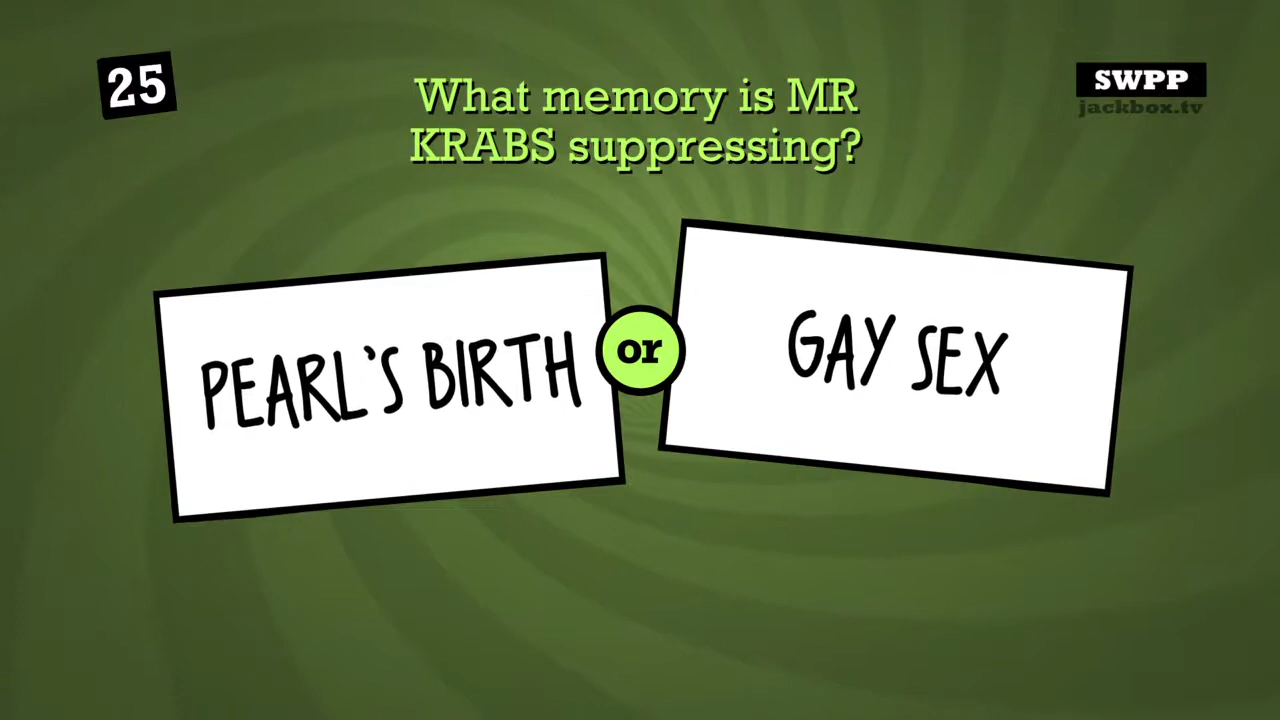 25
What memory is MR
KRABS suppressing?
SWPP
jackbox.tv
PEARL'S BIRTH
or
GAY SEX